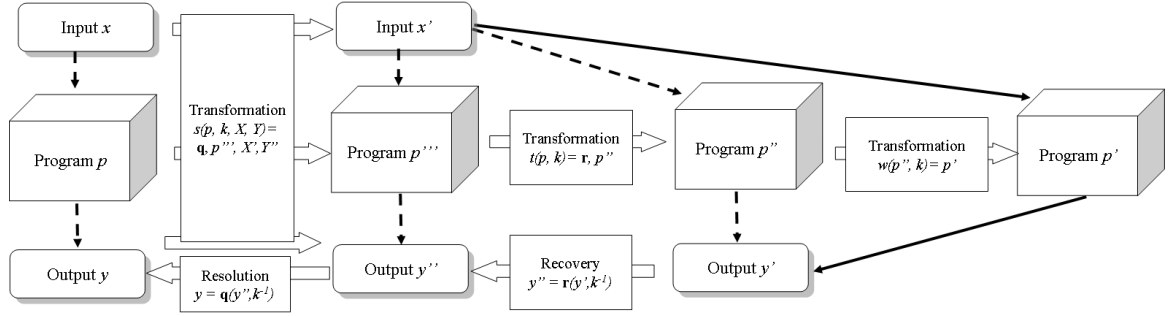 Input x
Input x’
Transformation
s(p, k, X, Y)=
q, p”’, X’,Y”
Program p
Program p’’’
Transformation
t(p, k)= r, p”
Program p”
Transformation
w(p”, k)= p’
Program p’
Output y
Resolution
y = q(y”,k-1)
Output y’’
Recovery
y” = r(y’,k-1)
Output y’